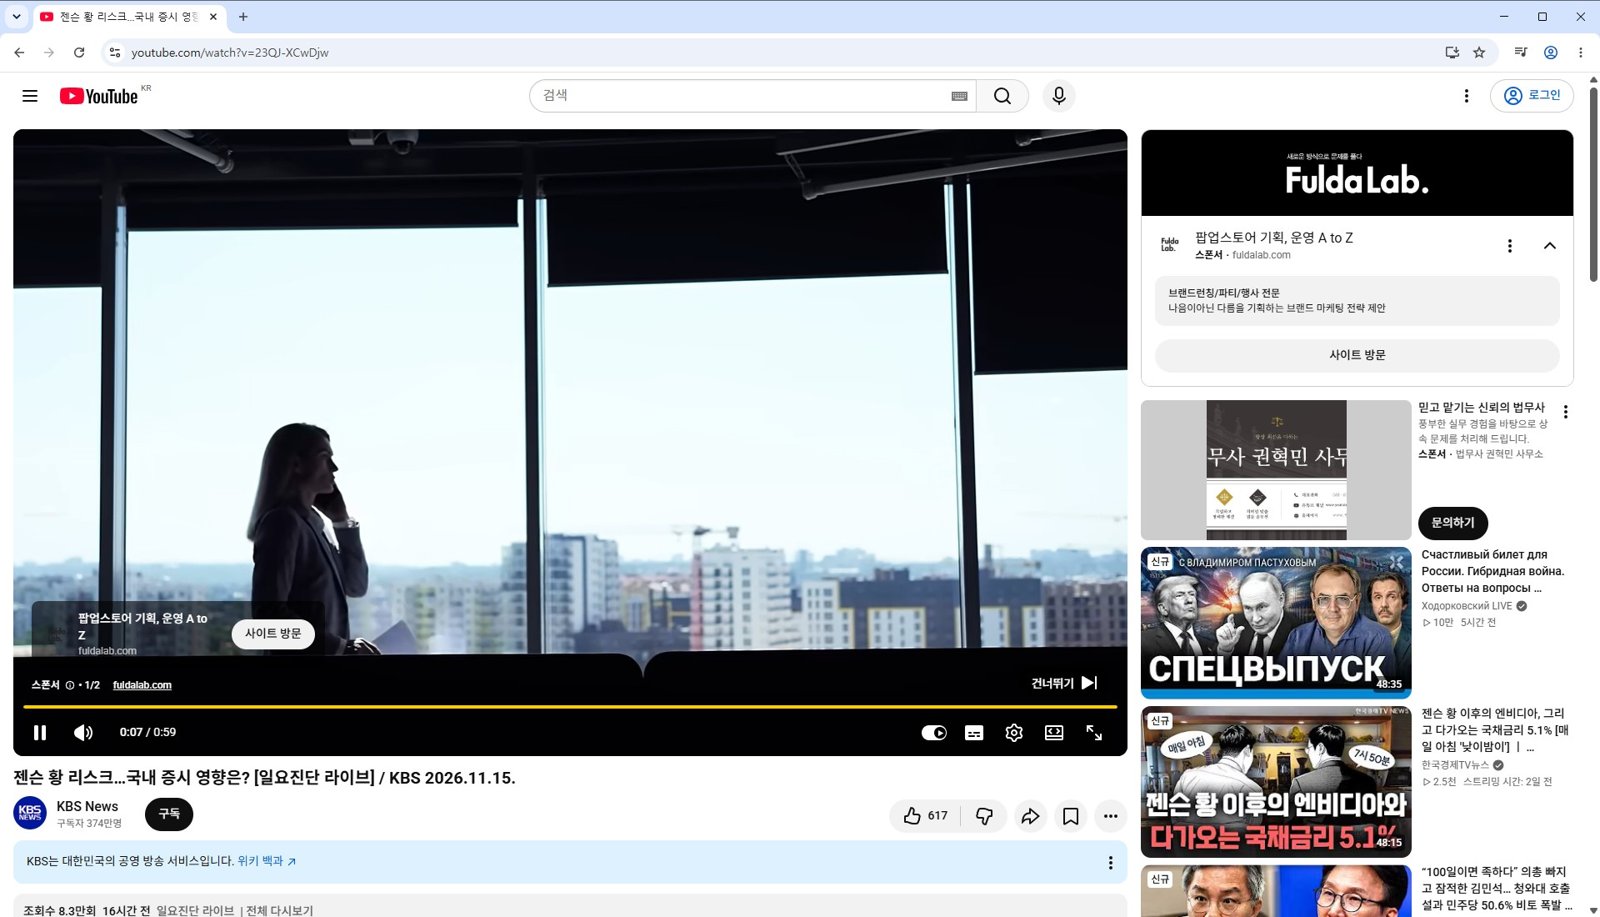 젠슨 황 리스크...국내 증시 영향
youtube.com/watch?v=23QJ-XCwDjw
YouTube KR
검색
로그인
팝업스토어 기획, 운영 A to Z
fuldalab.com
사이트 방문
스폰서 • 1/2 fuldalab.com
건너뛰기
0:07 / 0:59
젠슨 황 리스크...국내 증시 영향은? [일요진단 라이브] / KBS 2026.11.15.
KBS NEWS
KBS News
구독자 374만명
구독
617
KBS는 대한민국의 공영 방송 서비스입니다. 위키 백과
조회수 8.3만회 16시간 전 일요진단 라이브 | 전체 다시보기
새로운 방식으로 문제를 풀다
Fulda Lab.
Fulda Lab.
팝업스토어 기획, 운영 A to Z
스폰서 · fuldalab.com
브랜드런칭/파티/행사 전문
나음이아닌 다름을 기획하는 브랜드 마케팅 전략 제안
사이트 방문
무사 권혁민 사무
믿고 맡기는 신뢰의 법무사
풍부한 실무 경험을 바탕으로 상
속 문제를 처리해 드립니다.
스폰서 · 법무사 권혁민 사무소
문의하기
신규
С ВЛАДИМИРОМ ПАСТУХОВЫМ
СПЕЦВЫПУСК
48:35
Счастливый билет для
России. Гибридная война.
Ответы на вопросы ...
Ходорковский LIVE
10만 5시간 전
신규
한국경제TV NEWS
매일 아침
7시 50분
젠슨 황 이후의 엔비디아와
다가오는 국채금리 5.1%
48:15
젠슨 황 이후의 엔비디아, 그리
고 다가오는 국채금리 5.1% [매
일 아침 '낮이밤이'] ㅣ ...
한국경제TV뉴스
2.5천 스트리밍 시간: 2일 전
신규
“100일이면 족하다” 의총 빠지
고 잠적한 김민석... 청와대 호출
설과 민주당 50.6% 비토 폭발 ...